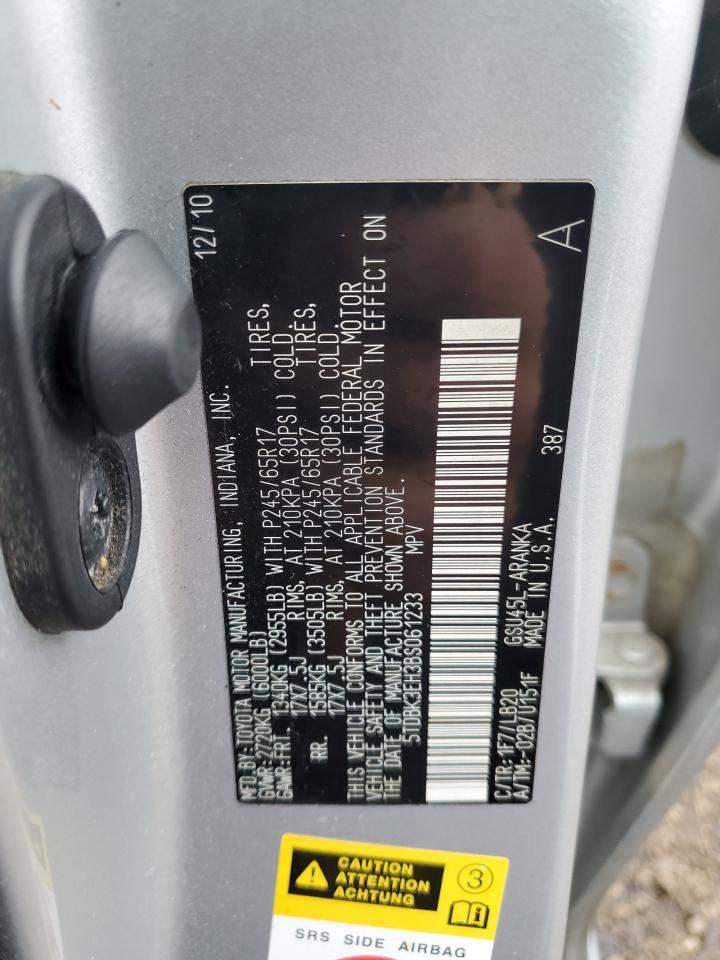 MFD.BY:TOYOTA MOTOR MANUFACTURING, INDIANA, INC. 12/10
GVWR:2720KG (6000LB)
GAWR:FRT. 1340KG (2955LB) WITH P245/65R17 TIRES,
17X7.5J RIMS, AT 210KPA (30PSI) COLD.
RR. 1585KG (3505LB) WITH P245/65R17 TIRES,
17X7.5J RIMS, AT 210KPA (30PSI) COLD.
THIS VEHICLE CONFORMS TO ALL APPLICABLE FEDERAL MOTOR
VEHICLE SAFETY AND THEFT PREVENTION STANDARDS IN EFFECT ON
THE DATE OF MANUFACTURE SHOWN ABOVE.
5TDBK3EH3BS061233 MPV
C/TR:1F7/LB20 GSU45L-ARANKA 387 A
A/TM:-02B/U151F MADE IN U.S.A.
CAUTION
ATTENTION
ACHTUNG
3
i
SRS SIDE AIRBAG